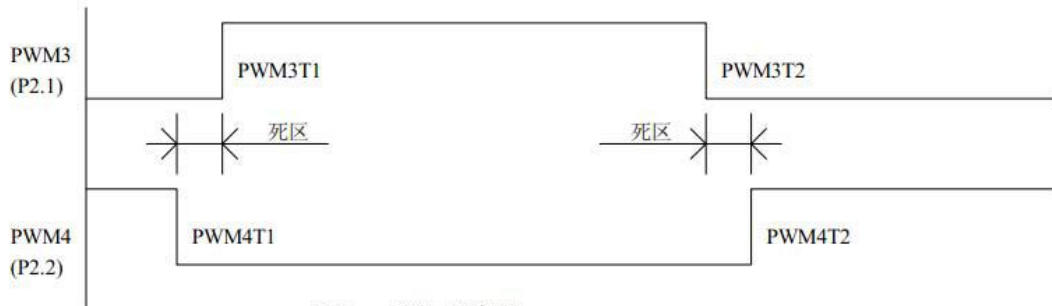 PWM3
(P2.1)
PWM3T1
PWM3T2
死区
死区
PWM4
(P2.2)
PWM4T1
PWM4T2